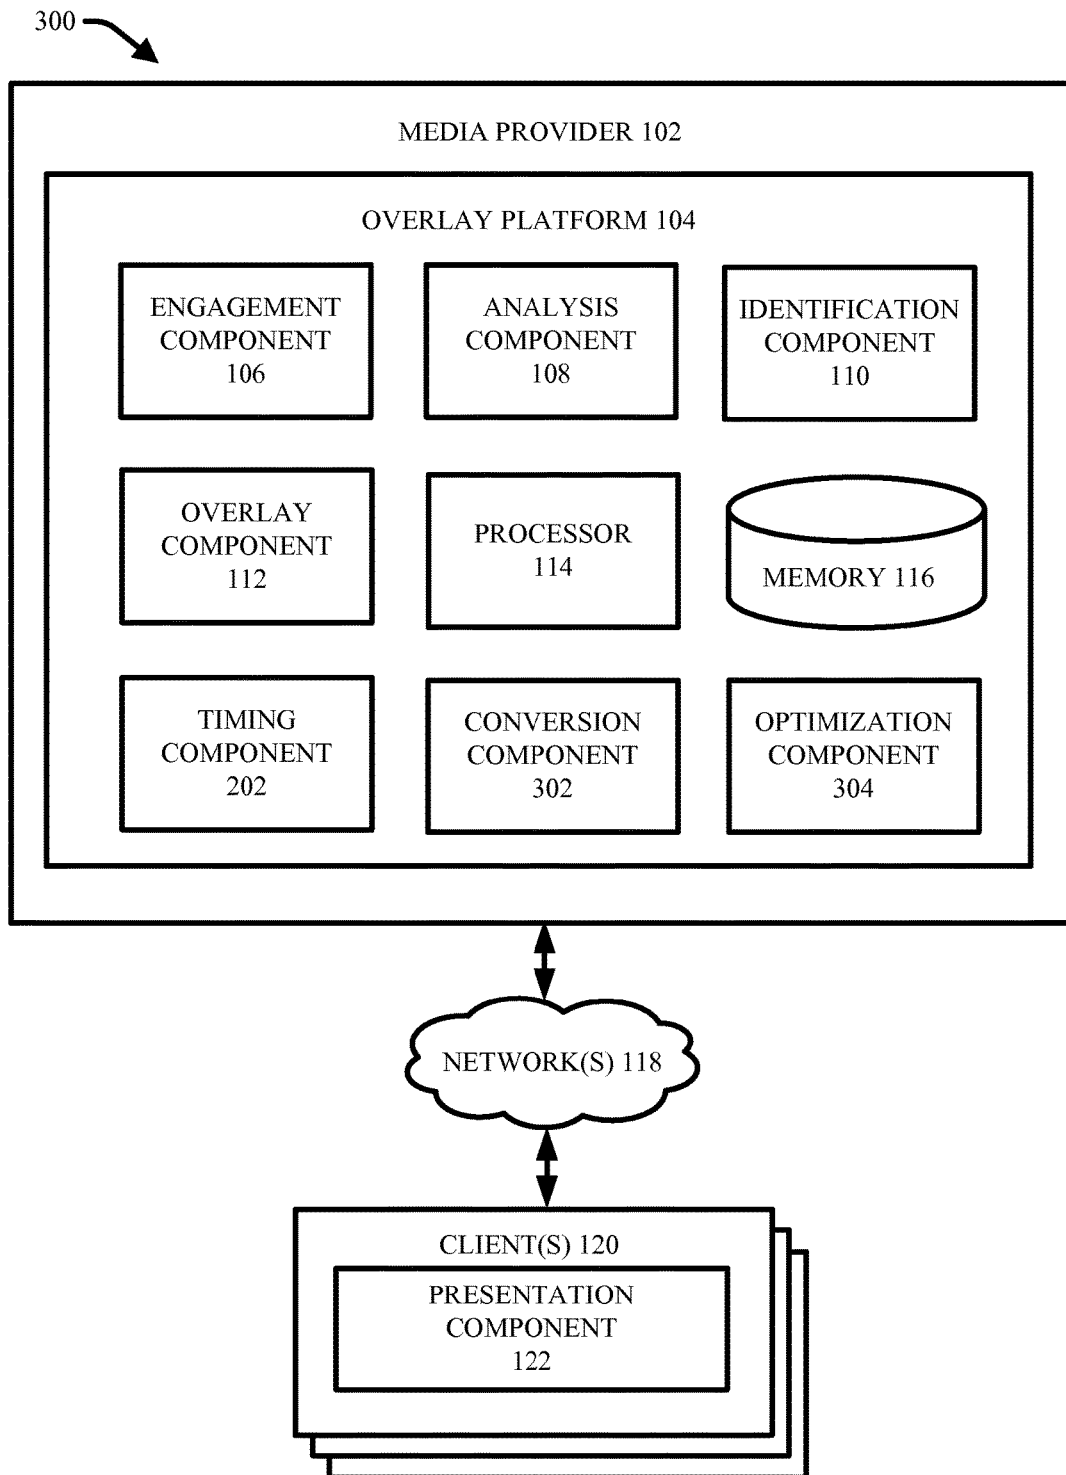 300
MEDIA PROVIDER 102
OVERLAY PLATFORM 104
ENGAGEMENT
COMPONENT
106
ANALYSIS
COMPONENT
108
IDENTIFICATION
COMPONENT
110
OVERLAY
COMPONENT
112
PROCESSOR
114
MEMORY 116
TIMING
COMPONENT
202
CONVERSION
COMPONENT
302
OPTIMIZATION
COMPONENT
304
NETWORK(S) 118
CLIENT(S) 120
PRESENTATION
COMPONENT
122